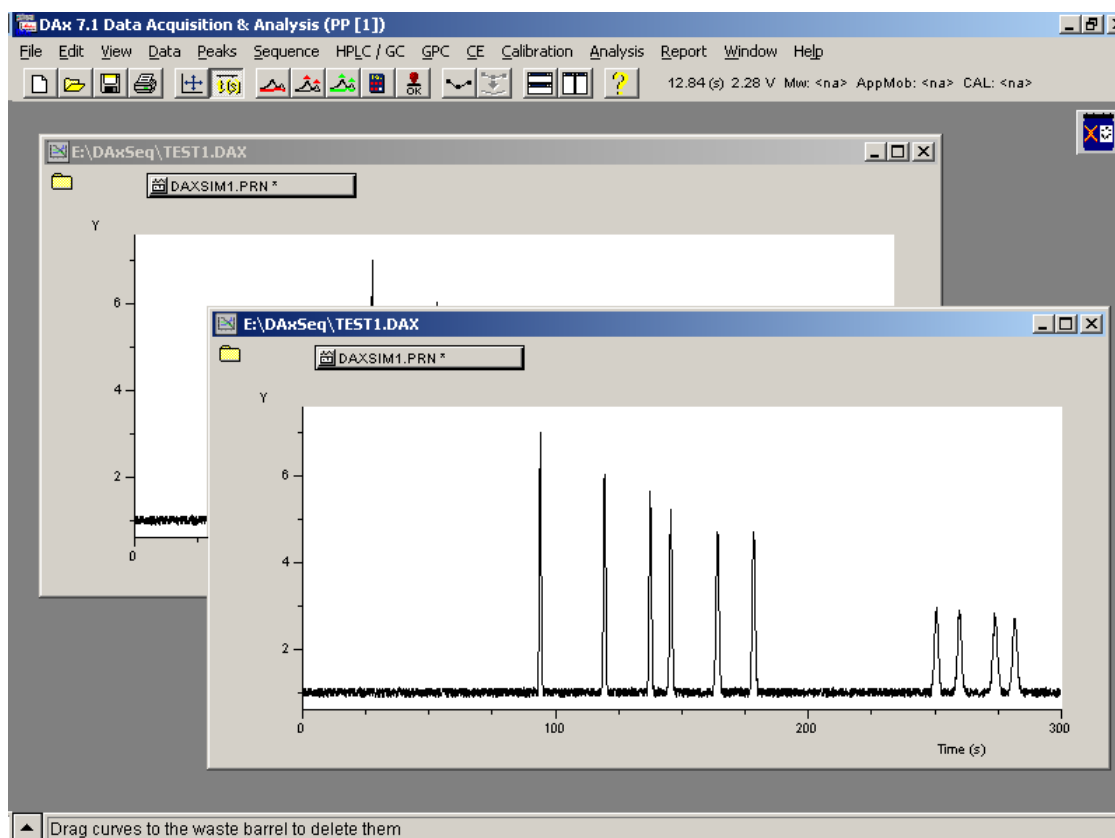 DAx 7.1 Data Acquisition & Analysis (PP [1])
File Edit View Data Peaks Sequence HPLC / GC GPC CE Calibration Analysis Report Window Help
OK 12.84 (s) 2.28 V Mw: <na> AppMob: <na> CAL: <na>
E:\DAxSeq\TEST1.DAX
DAXSIM1.PRN *
Y
6
4
2
0
E:\DAxSeq\TEST1.DAX
DAXSIM1.PRN *
Y
6
4
2
0 100 200 300
Time (s)
Drag curves to the waste barrel to delete them